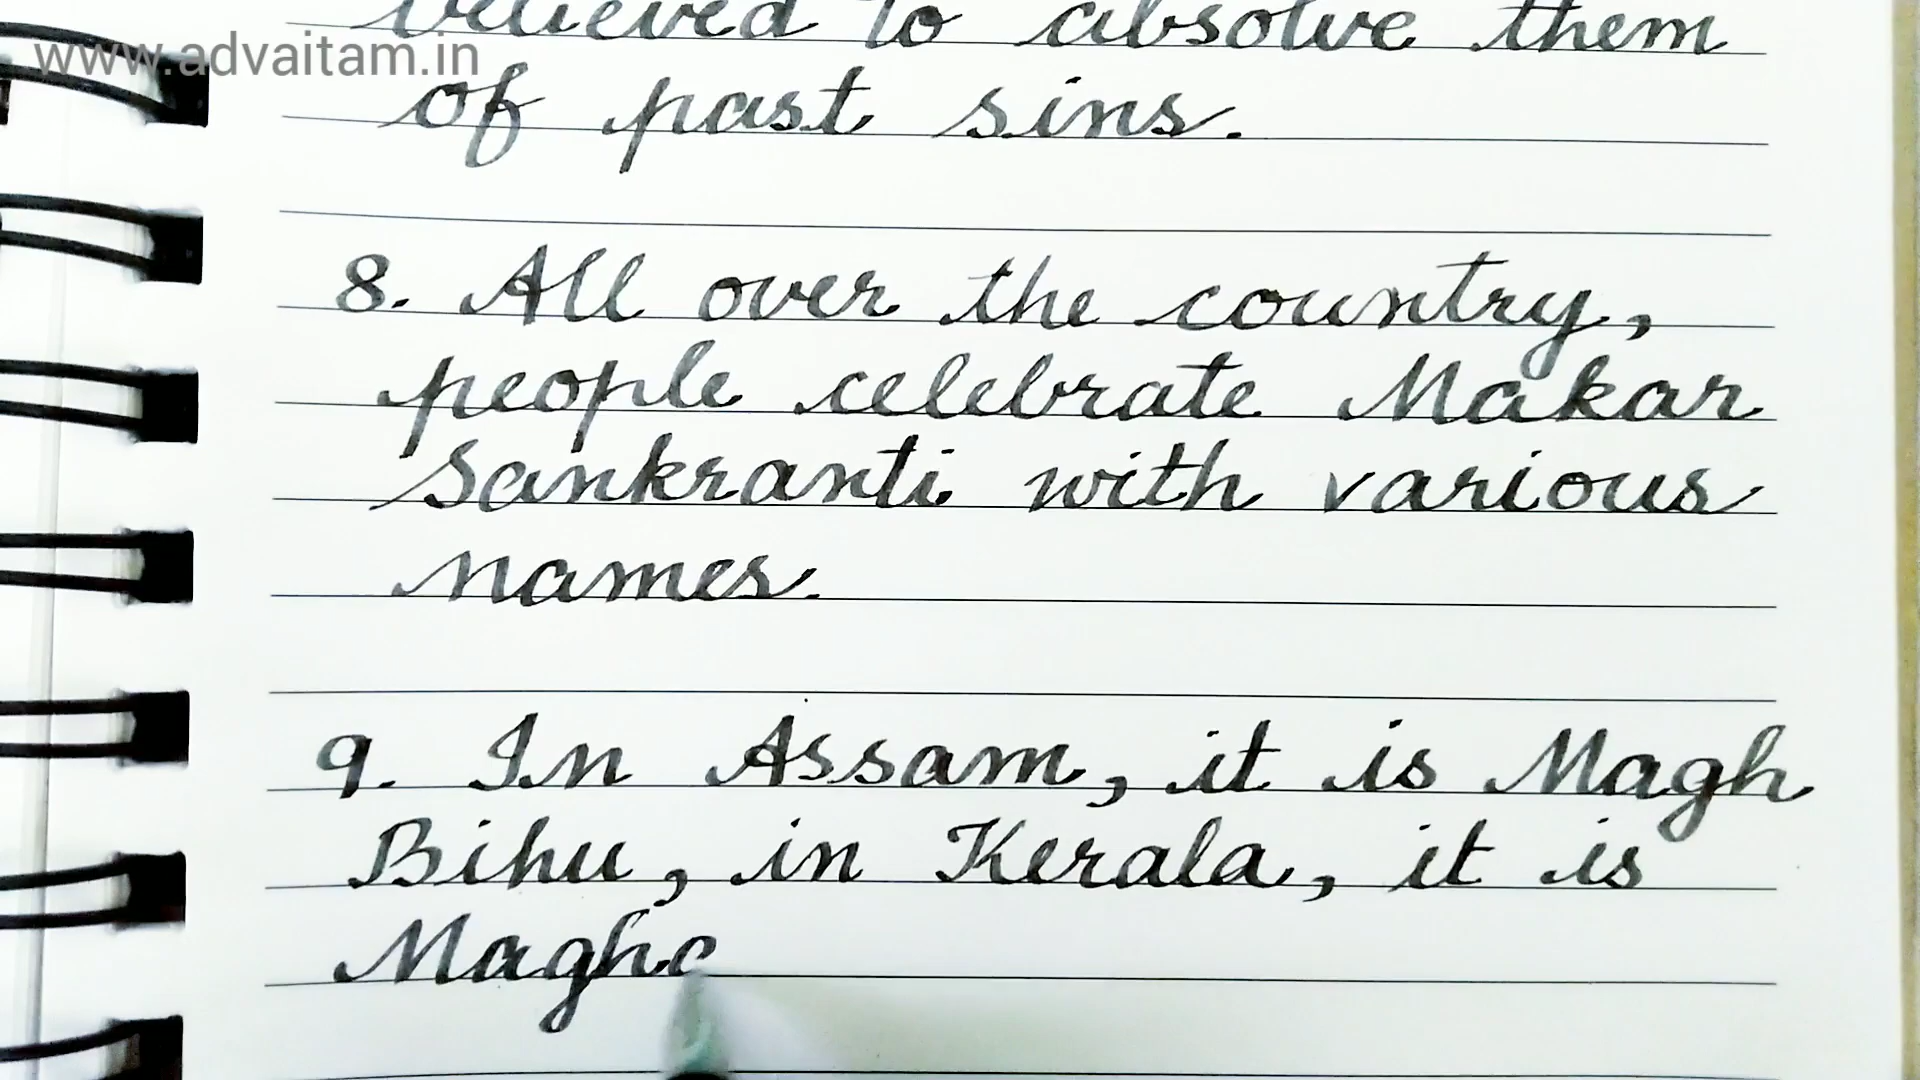 www.advaitam.in
believed to absolve them
of past sins.
8. All over the country,
people celebrate Makar
Sankranti with various
names.
9. In Assam, it is Magh
Bihu, in Kerala, it is
Magha